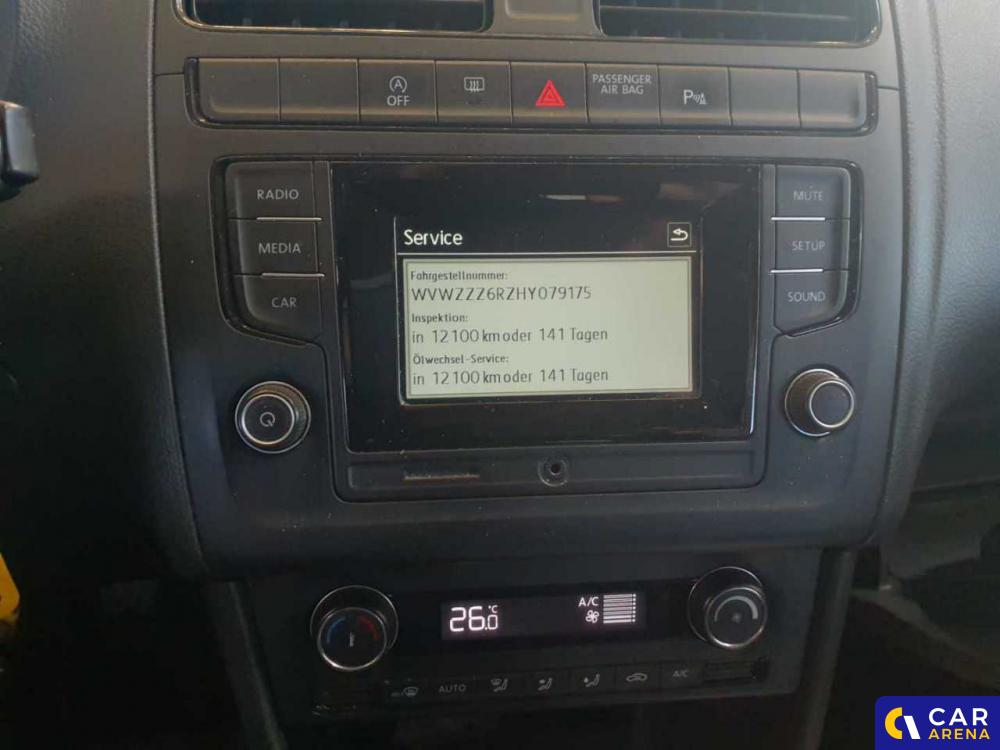 A OFF
PASSENGER
AIR BAG
P
RADIO
MEDIA
CAR
MUTE
SETUP
SOUND
Service
Fahrgestellnummer:
WVWZZZ6RZHY079175
Inspektion:
in 12100 km oder 141 Tagen
Ölwechsel-Service:
in 12100 km oder 141 Tagen
26.0 °C
A/C
AUTO
A/C
CAR
ARENA